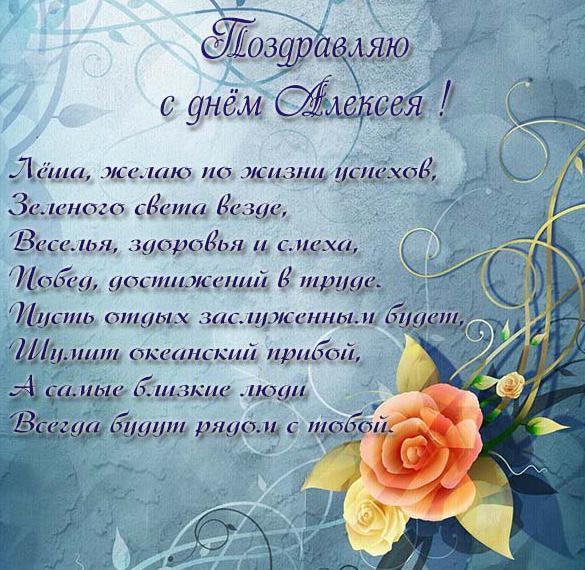 Поздравляю
с днём Алексея !
Лёша, желаю по жизни успехов,
Зеленого света везде,
Веселья, здоровья и смеха,
Побед, достижений в труде.
Пусть отдых заслуженным будет,
Шумит океанский прибой,
А самые близкие люди
Всегда будут рядом с тобой.